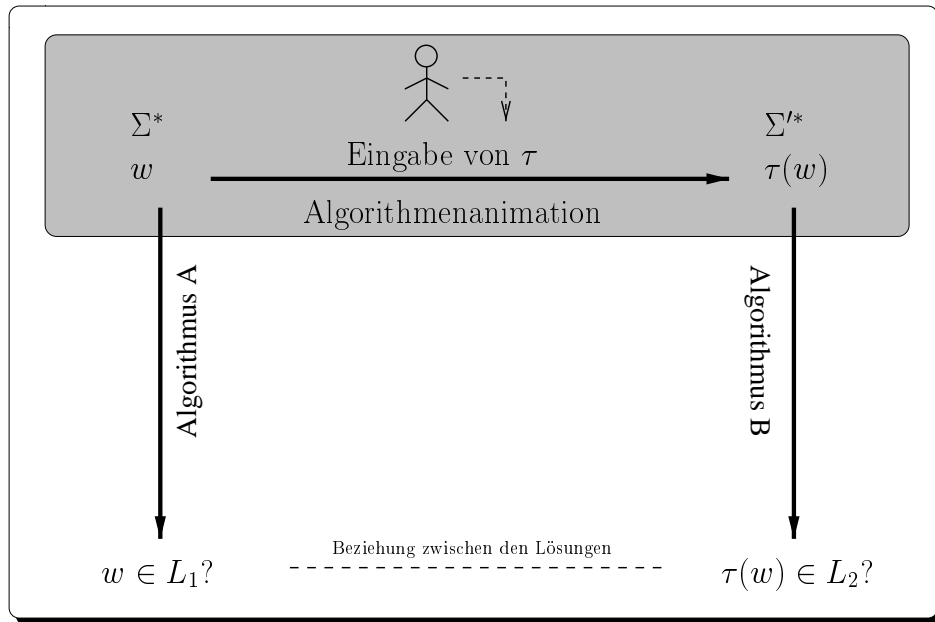 Σ* Σ′*
Eingabe von τ
w τ(w)
Algorithmenanimation
Algorithmus A
Algorithmus B
Beziehung zwischen den Lösungen
w ∈ L₁? τ(w) ∈ L₂?